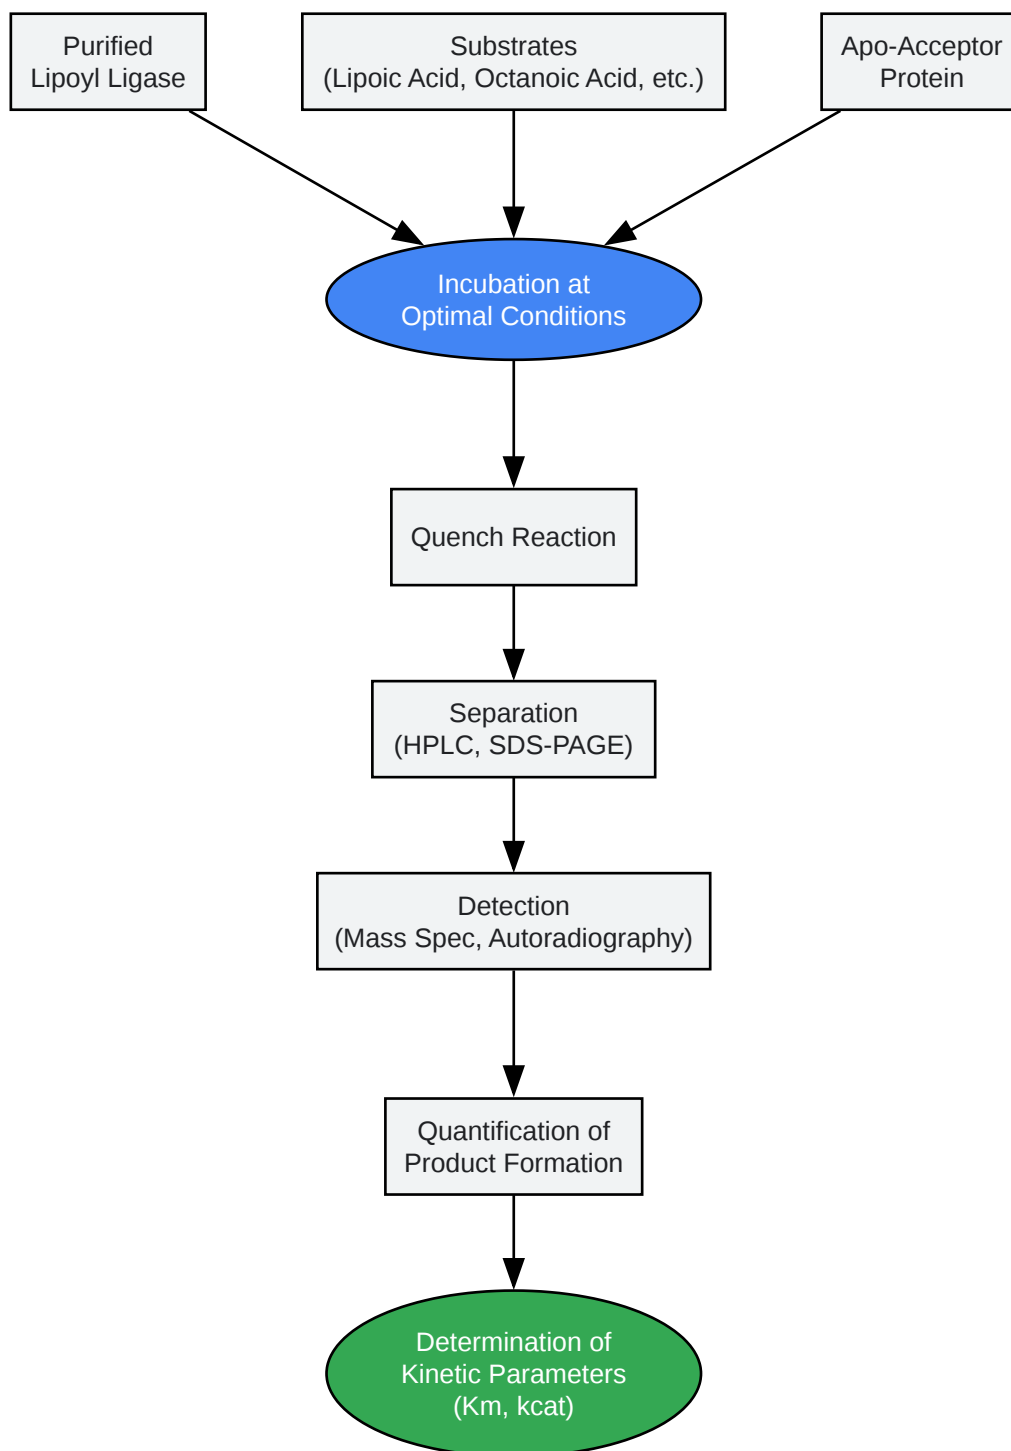 Purified
Lipoyl Ligase
Substrates
(Lipoic Acid, Octanoic Acid, etc.)
Apo-Acceptor
Protein
Incubation at
Optimal Conditions
Quench Reaction
Separation
(HPLC, SDS-PAGE)
Detection
(Mass Spec, Autoradiography)
Quantification of
Product Formation
Determination of
Kinetic Parameters
(Km, kcat)